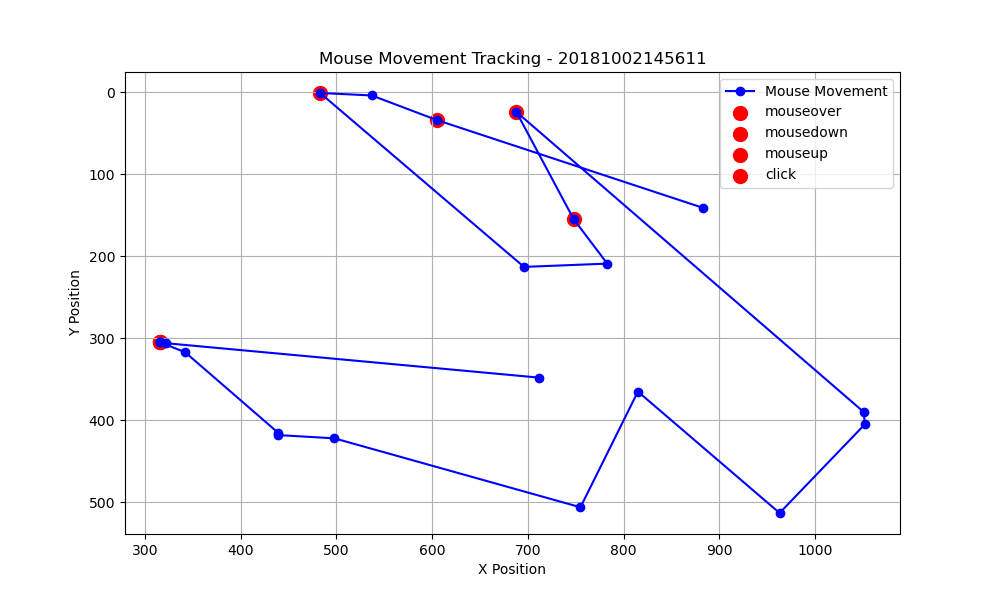 Mouse Movement Tracking - 20181002145611
Mouse Movement
mouseover
mousedown
mouseup
click
0
100
200
300
400
500
Y Position
300 400 500 600 700 800 900 1000
X Position